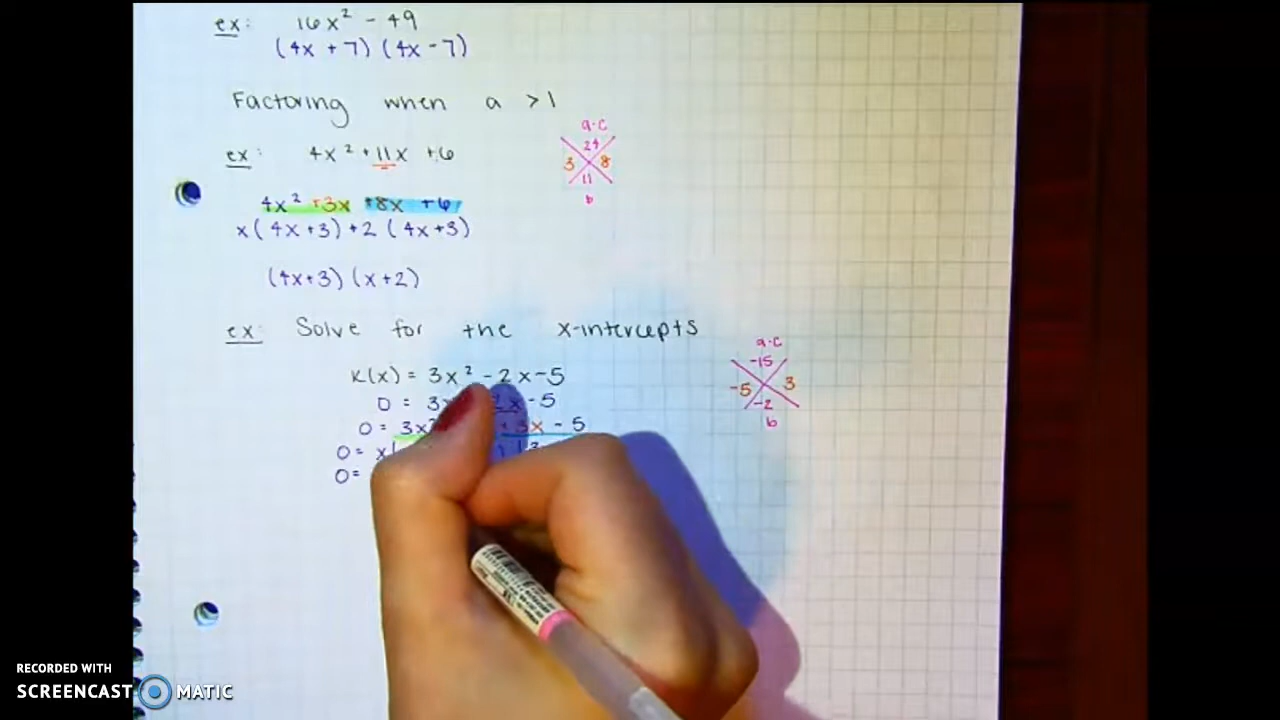 ex: 16x² - 49
(4x + 7) (4x - 7)
Factoring when a > 1
ex: 4x² + 11x + 6
a·c
24
3 8
11
b
4x² + 3x + 8x + 6
x(4x+3) + 2(4x+3)
(4x+3) (x+2)
ex: Solve for the x-intercepts
K(x) = 3x² - 2x - 5
0 = 3x 2x - 5
0 = 3x² + 3x - 5
0 = x(
0 =
a·c
-15
-5 3
-2
b
RECORDED WITH
SCREENCAST MATIC